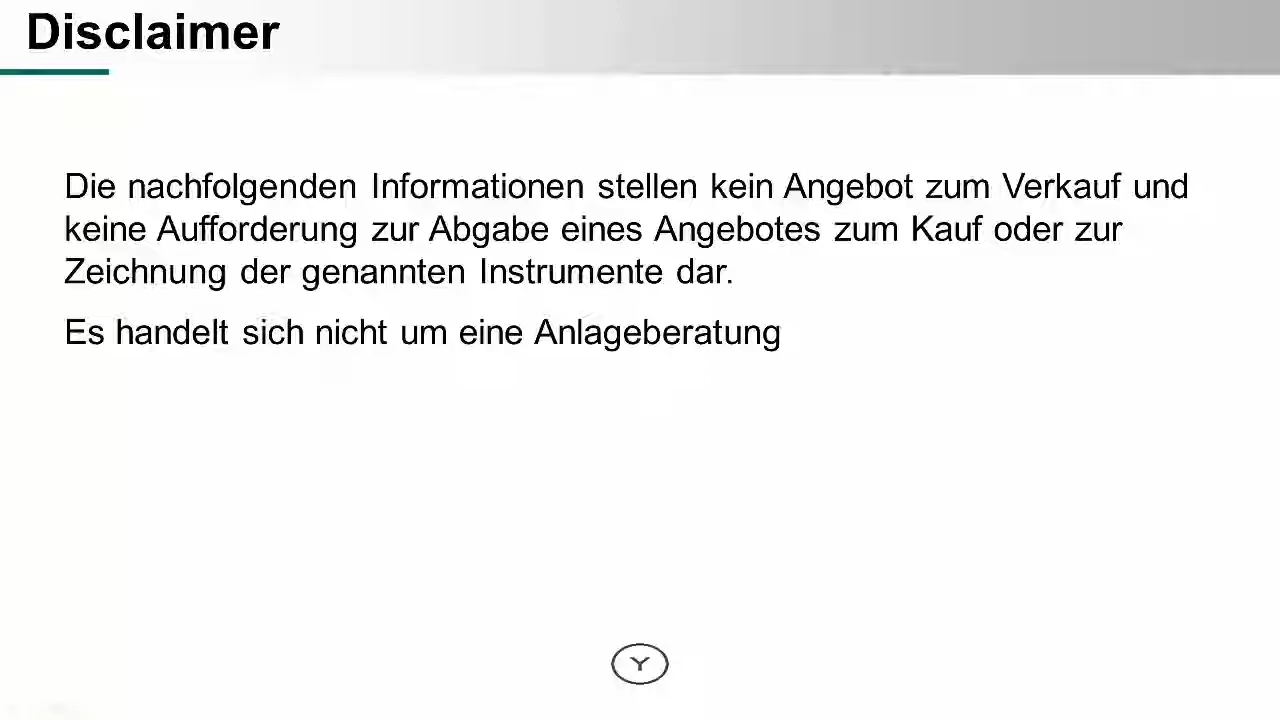 Disclaimer
Die nachfolgenden Informationen stellen kein Angebot zum Verkauf und
keine Aufforderung zur Abgabe eines Angebotes zum Kauf oder zur
Zeichnung der genannten Instrumente dar.
Es handelt sich nicht um eine Anlageberatung
Y